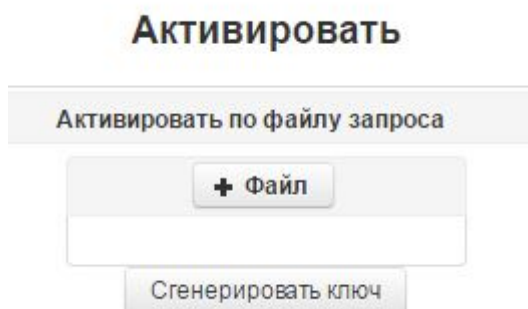 Активировать
Активировать по файлу запроса
+ Файл
Сгенерировать ключ